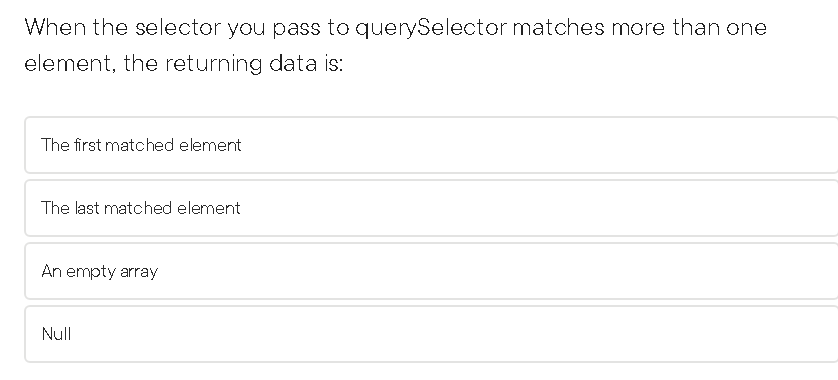 When the selector you pass to querySelector matches more than one
element, the returning data is:
The first matched element
The last matched element
An empty array
Null